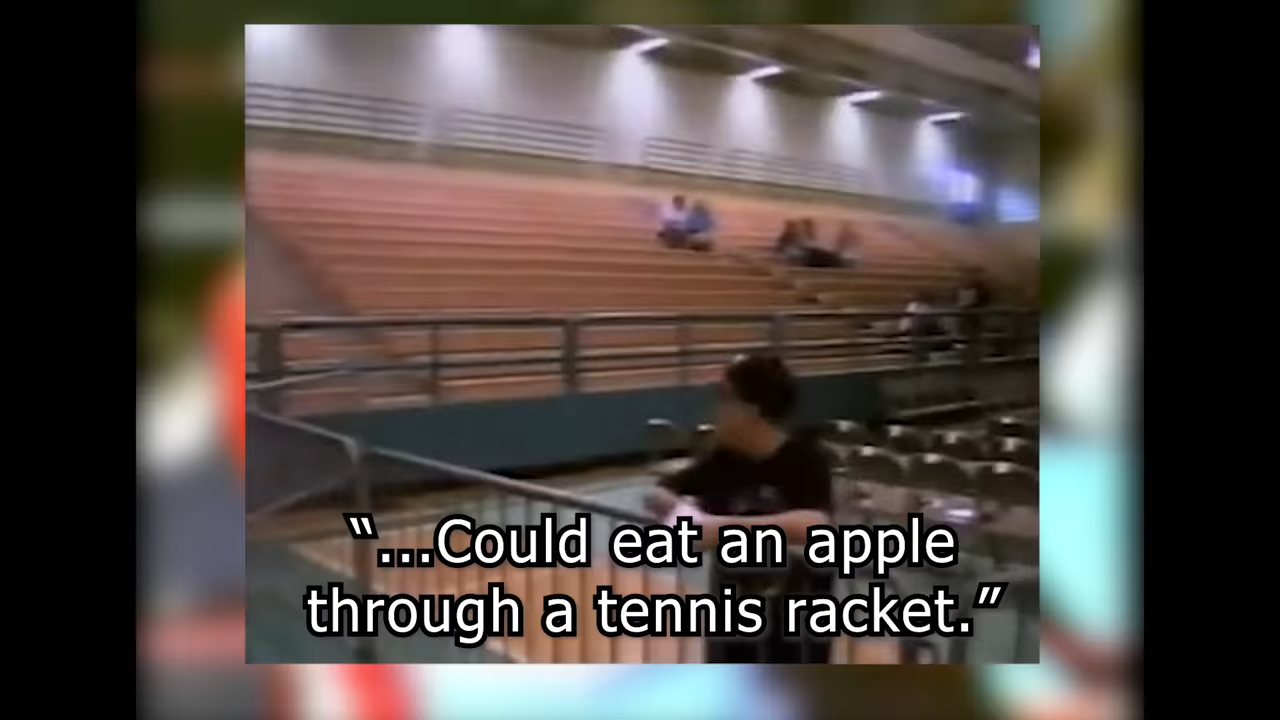 “...Could eat an apple
through a tennis racket.”